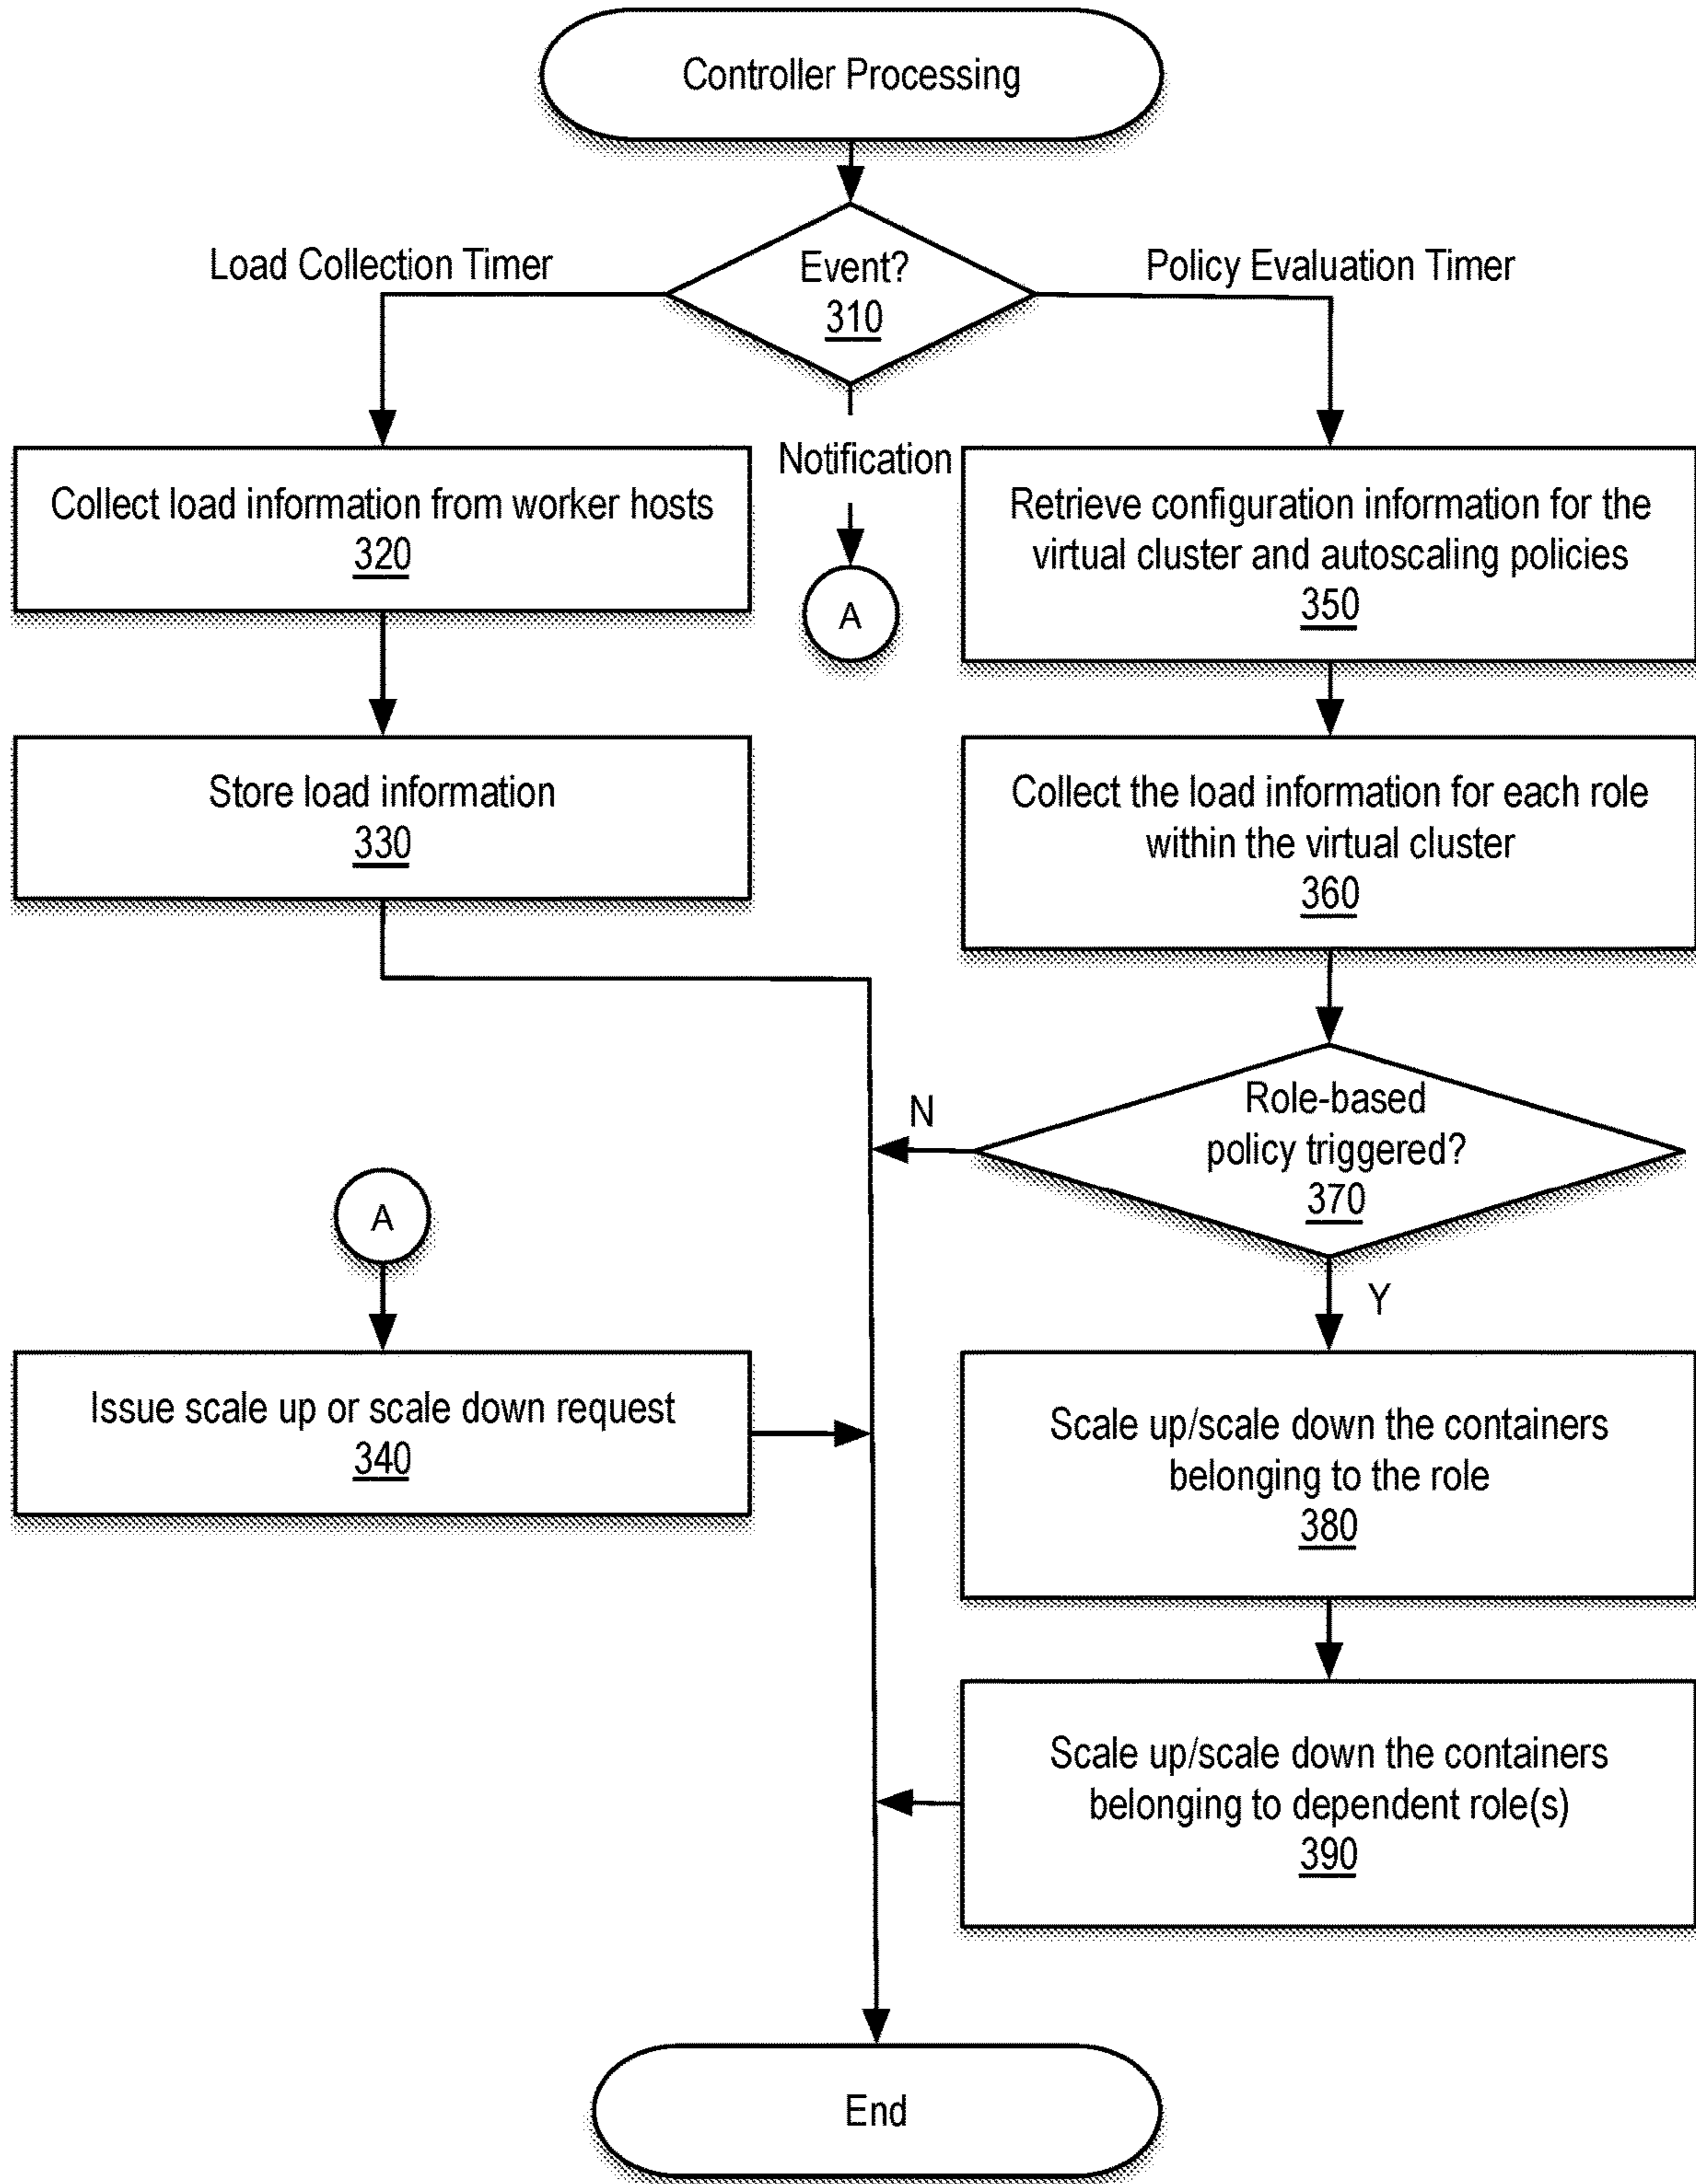 Controller Processing
Load Collection Timer
Event?
310
Policy Evaluation Timer
Notification
A
Collect load information from worker hosts
320
Retrieve configuration information for the
virtual cluster and autoscaling policies
350
Store load information
330
Collect the load information for each role
within the virtual cluster
360
Role-based
policy triggered?
370
N
Y
A
Issue scale up or scale down request
340
Scale up/scale down the containers
belonging to the role
380
Scale up/scale down the containers
belonging to dependent role(s)
390
End